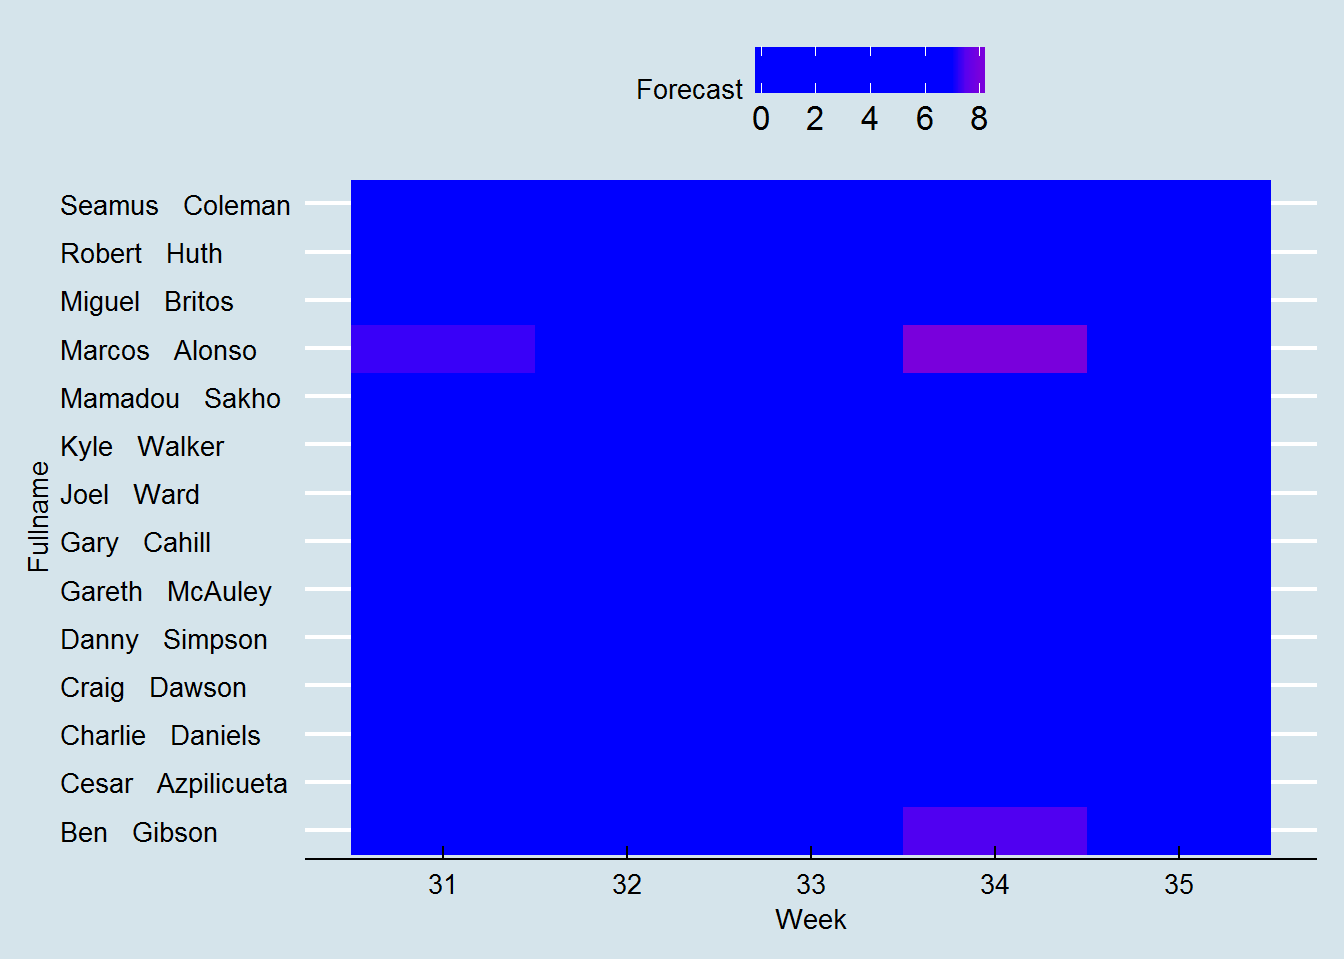 Forecast
0 2 4 6 8
Seamus Coleman
Robert Huth
Miguel Britos
Marcos Alonso
Mamadou Sakho
Kyle Walker
Joel Ward
Gary Cahill
Gareth McAuley
Danny Simpson
Craig Dawson
Charlie Daniels
Cesar Azpilicueta
Ben Gibson
Fullname
31 32 33 34 35
Week